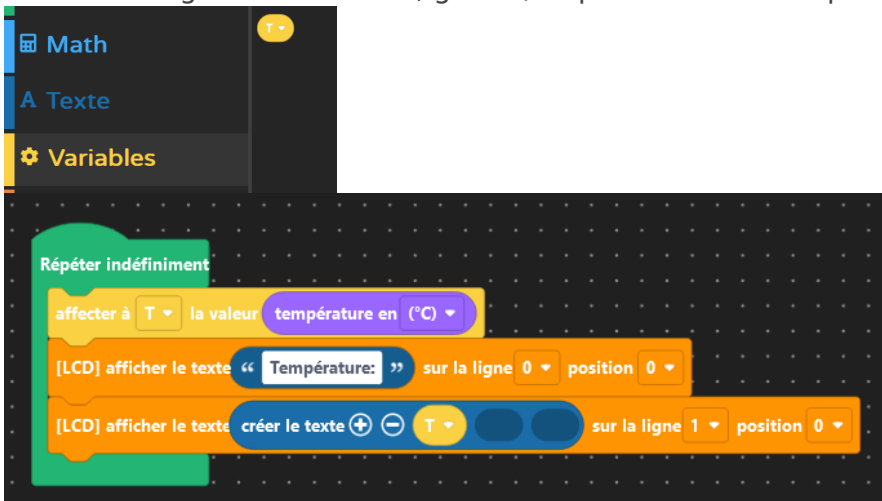 T
Math
A Texte
Variables
Répéter indéfiniment
affecter à T la valeur température en (°C)
[LCD] afficher le texte “ Température: ” sur la ligne 0 position 0
[LCD] afficher le texte créer le texte + - T sur la ligne 1 position 0